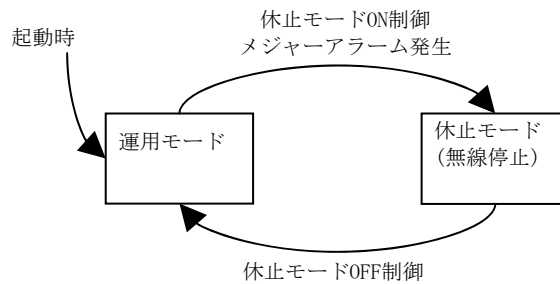 休止モードON制御
メジャーアラーム発生
起動時
運用モード
休止モード
(無線停止)
休止モードOFF制御